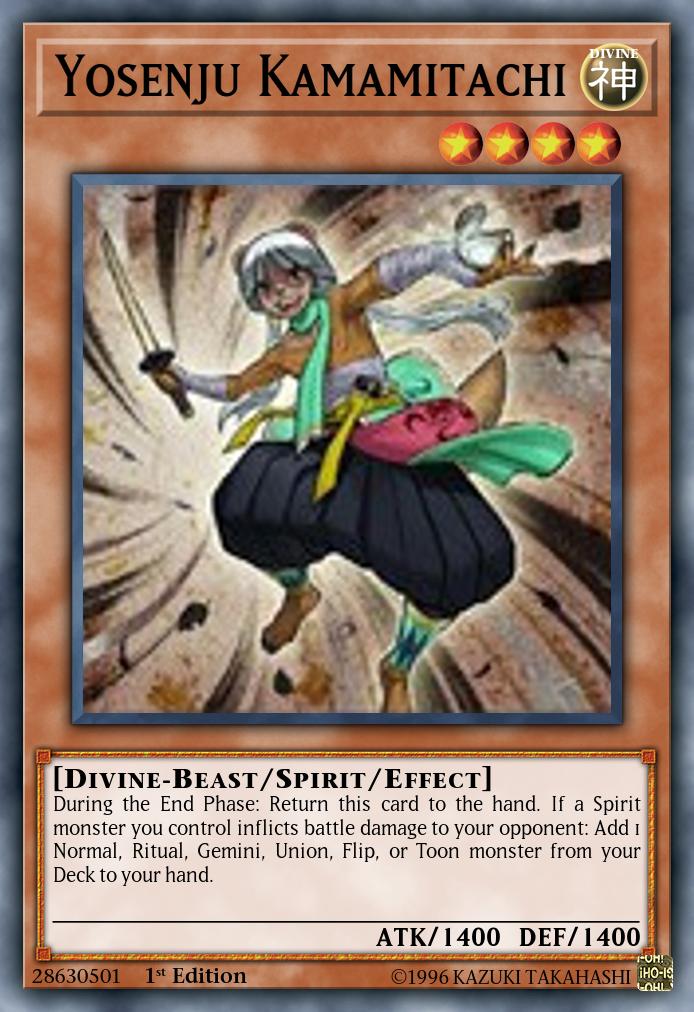 YOSENJU KAMAMITACHI
DIVINE
神
[DIVINE-BEAST/SPIRIT/EFFECT]
During the End Phase: Return this card to the hand. If a Spirit
monster you control inflicts battle damage to your opponent: Add 1
Normal, Ritual, Gemini, Union, Flip, or Toon monster from your
Deck to your hand.
ATK/1400 DEF/1400
28630501 1st Edition ©1996 KAZUKI TAKAHASHI